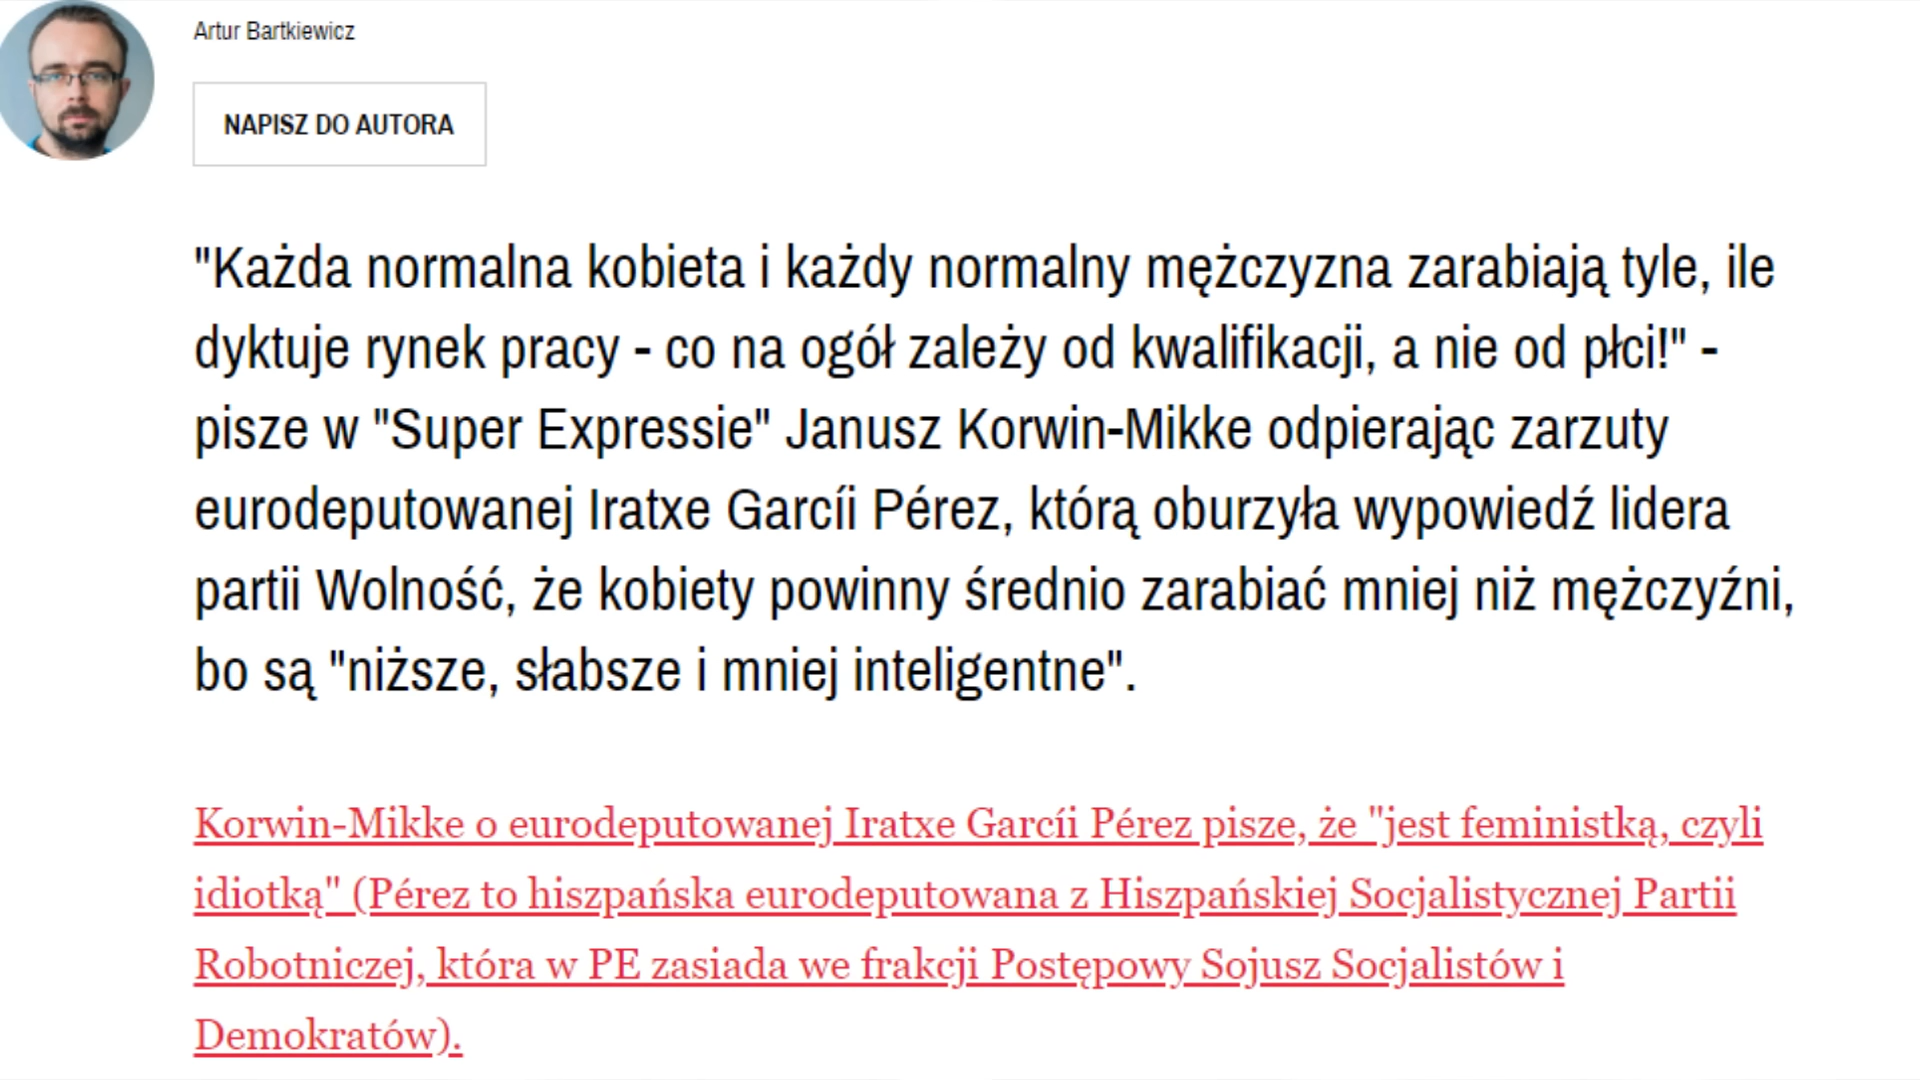 Artur Bartkiewicz
NAPISZ DO AUTORA
"Każda normalna kobieta i każdy normalny mężczyzna zarabiają tyle, ile
dyktuje rynek pracy - co na ogół zależy od kwalifikacji, a nie od płci!" -
pisze w "Super Expressie" Janusz Korwin-Mikke odpierając zarzuty
eurodeputowanej Iratxe Garcíi Pérez, którą oburzyła wypowiedź lidera
partii Wolność, że kobiety powinny średnio zarabiać mniej niż mężczyźni,
bo są "niższe, słabsze i mniej inteligentne".
Korwin-Mikke o eurodeputowanej Iratxe Garcíi Pérez pisze, że "jest feministką, czyli
idiotką" (Pérez to hiszpańska eurodeputowana z Hiszpańskiej Socjalistycznej Partii
Robotniczej, która w PE zasiada we frakcji Postępowy Sojusz Socjalistów i
Demokratów).